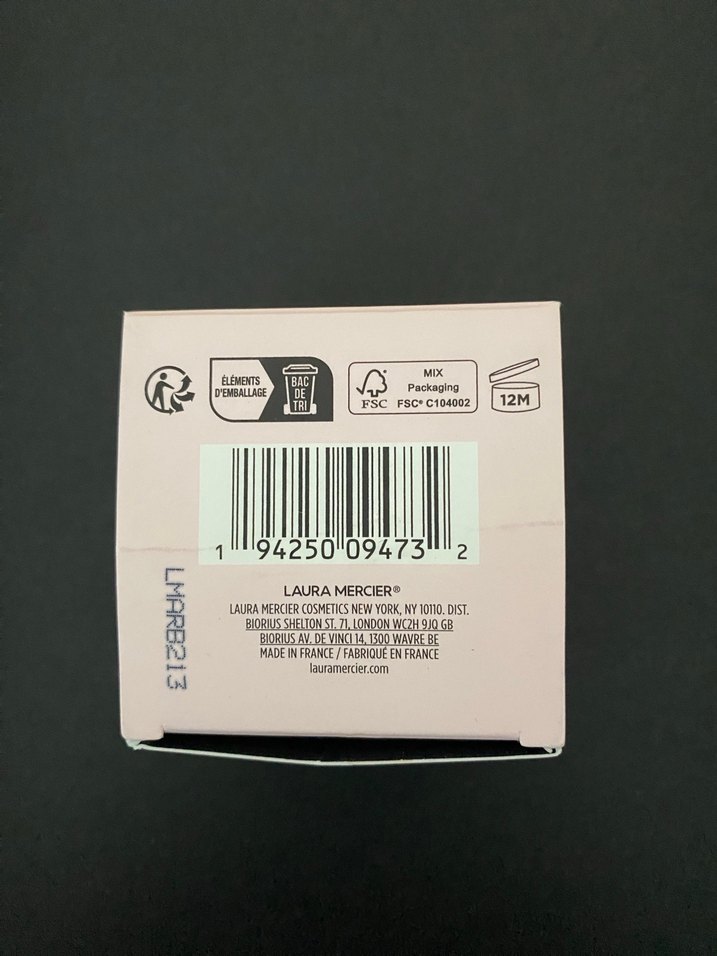 ÉLÉMENTS
D'EMBALLAGE
BAC
DE
TRI
FSC
MIX
Packaging
FSC® C104002
12M
1 94250 09473 2
LAURA MERCIER®
LAURA MERCIER COSMETICS NEW YORK, NY 10110. DIST.
BIORIUS SHELTON ST. 71, LONDON WC2H 9JQ GB
BIORIUS AV. DE VINCI 14, 1300 WAVRE BE
MADE IN FRANCE / FABRIQUÉ EN FRANCE
lauramercier.com
LMARB213